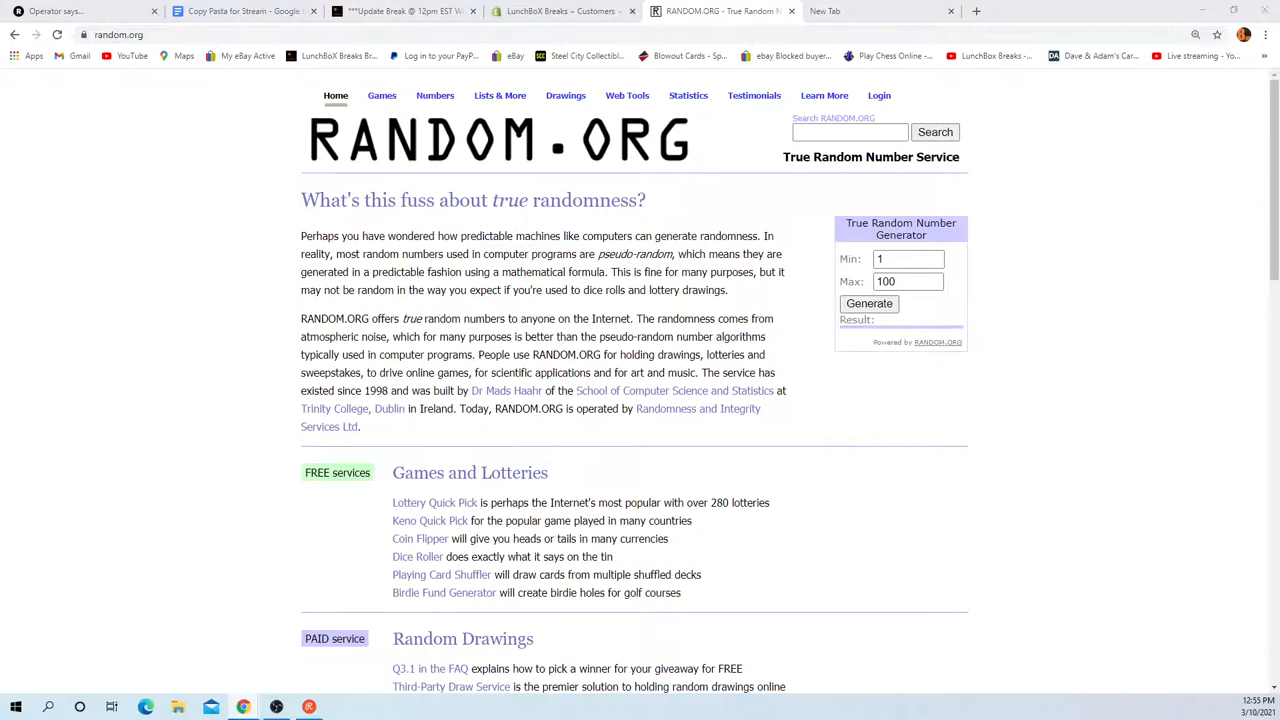 Operator says...
Copy Pasta for Stream - Google
***Update Break @ 12pm EST W
LunchBoX Breaks ~ Customers ~
RANDOM.ORG - True Random N
New Tab
random.org
Apps
Gmail
YouTube
Maps
My eBay Active
LunchBoX Breaks Br...
Log in to your PayP...
eBay
Steel City Collectibl...
Blowout Cards - Sp...
ebay Blocked buyer...
Play Chess Online -...
LunchBox Breaks -...
Dave & Adam's Car...
Live streaming - Yo...
»
Home
Games
Numbers
Lists & More
Drawings
Web Tools
Statistics
Testimonials
Learn More
Login
RANDOM.ORG
Search RANDOM.ORG
Search
True Random Number Service
What's this fuss about true randomness?
Perhaps you have wondered how predictable machines like computers can generate randomness. In
reality, most random numbers used in computer programs are pseudo-random, which means they are
generated in a predictable fashion using a mathematical formula. This is fine for many purposes, but it
may not be random in the way you expect if you're used to dice rolls and lottery drawings.
RANDOM.ORG offers true random numbers to anyone on the Internet. The randomness comes from
atmospheric noise, which for many purposes is better than the pseudo-random number algorithms
typically used in computer programs. People use RANDOM.ORG for holding drawings, lotteries and
sweepstakes, to drive online games, for scientific applications and for art and music. The service has
existed since 1998 and was built by Dr Mads Haahr of the School of Computer Science and Statistics at
Trinity College, Dublin in Ireland. Today, RANDOM.ORG is operated by Randomness and Integrity
Services Ltd.
True Random Number
Generator
Min: 1
Max: 100
Generate
Result:
Powered by RANDOM.ORG
FREE services
Games and Lotteries
Lottery Quick Pick is perhaps the Internet's most popular with over 280 lotteries
Keno Quick Pick for the popular game played in many countries
Coin Flipper will give you heads or tails in many currencies
Dice Roller does exactly what it says on the tin
Playing Card Shuffler will draw cards from multiple shuffled decks
Birdie Fund Generator will create birdie holes for golf courses
PAID service
Random Drawings
Q3.1 in the FAQ explains how to pick a winner for your giveaway for FREE
Third-Party Draw Service is the premier solution to holding random drawings online
12:55 PM
3/10/2021